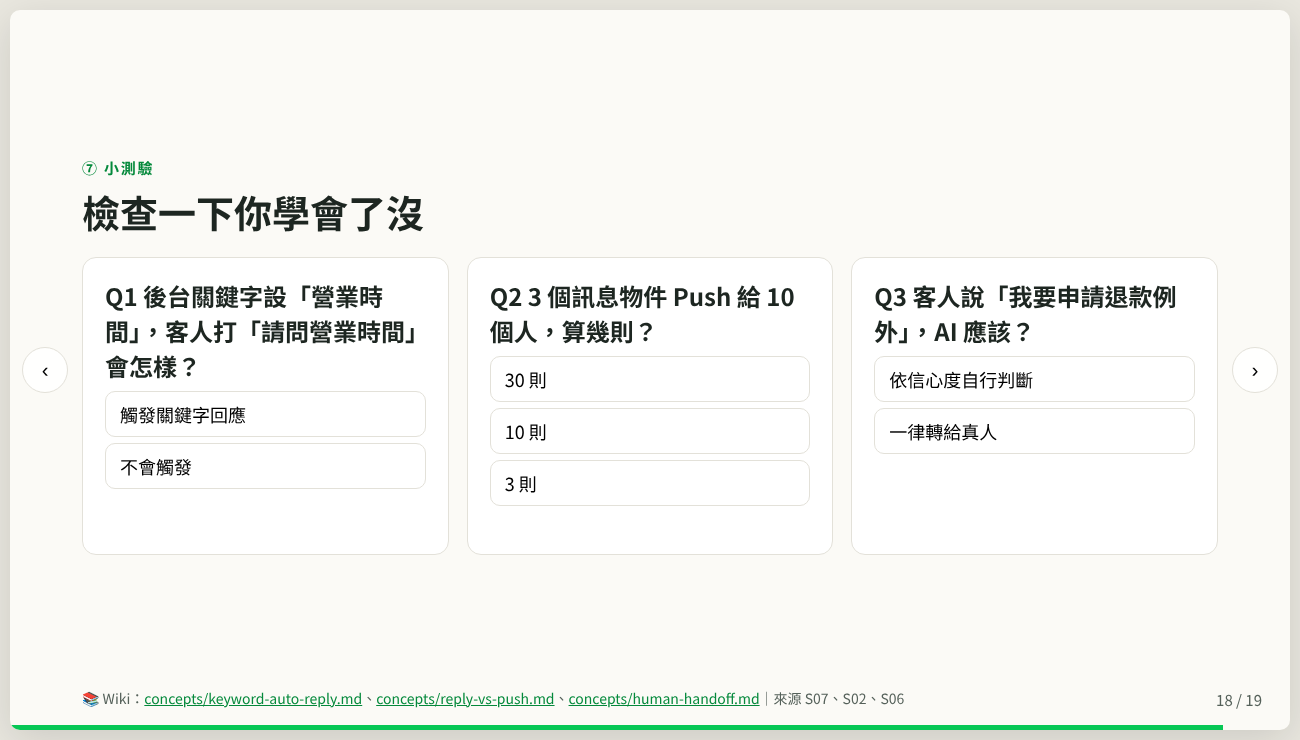 ⑦ 小測驗
檢查一下你學會了沒
Q1 後台關鍵字設「營業時
間」，客人打「請問營業時間」
會怎樣？
觸發關鍵字回應
不會觸發
Q2 3 個訊息物件 Push 給 10
個人，算幾則？
30 則
10 則
3 則
Q3 客人說「我要申請退款例
外」，AI 應該？
依信心度自行判斷
一律轉給真人
‹
›
📚 Wiki：concepts/keyword-auto-reply.md、concepts/reply-vs-push.md、concepts/human-handoff.md｜來源 S07、S02、S06
18 / 19